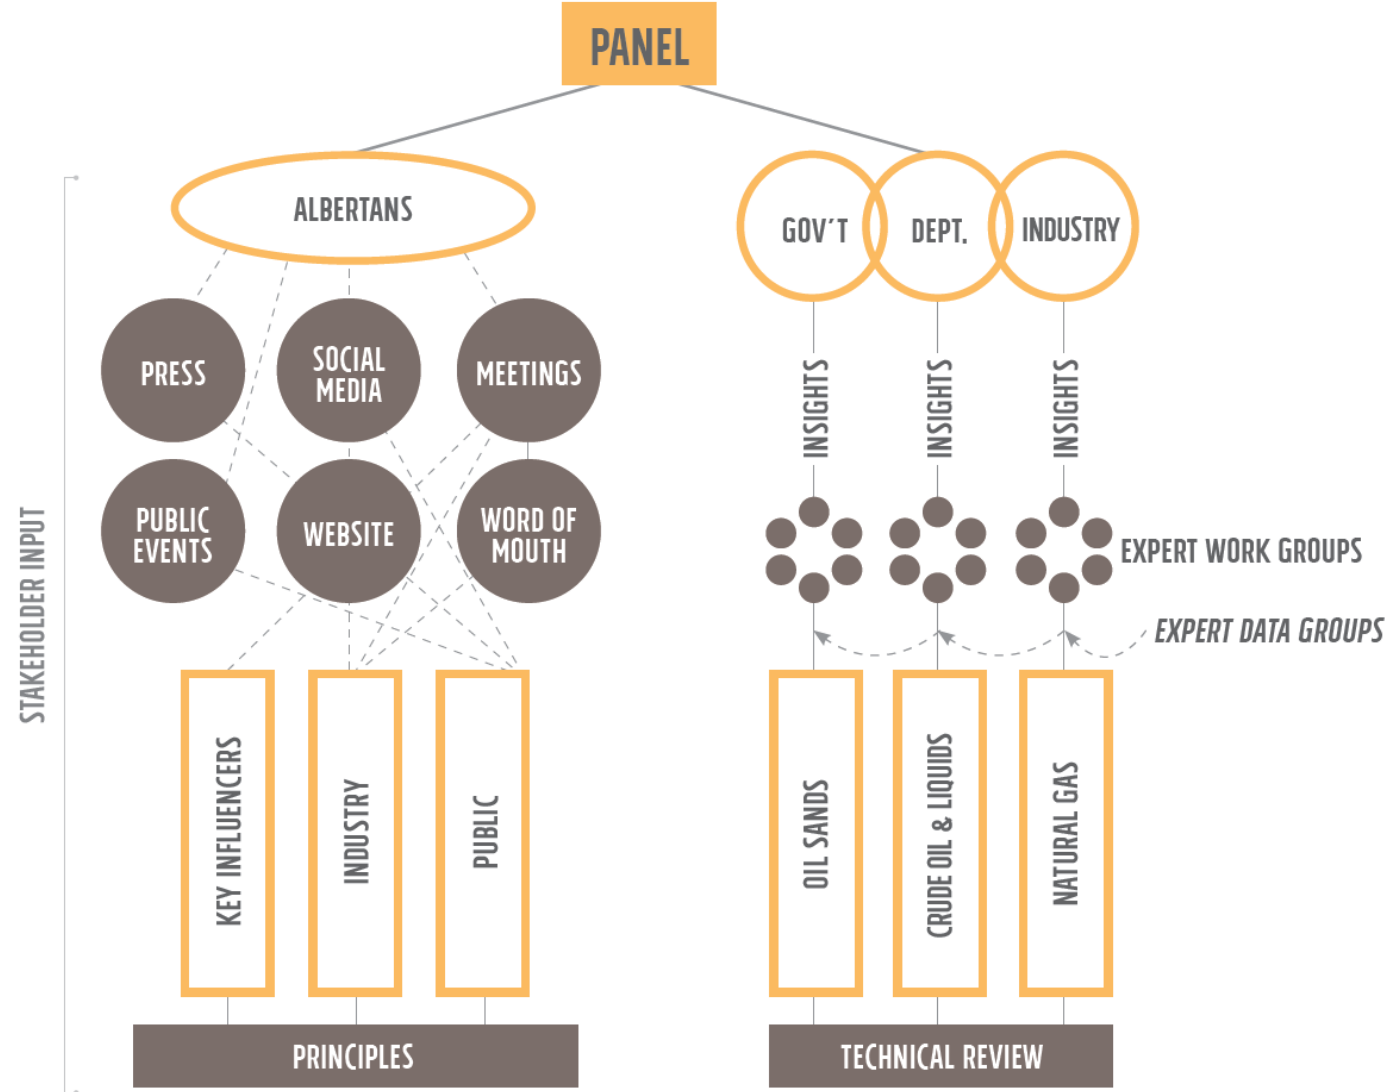 PANEL
ALBERTANS
GOV'T
DEPT.
INDUSTRY
PRESS
SOCIAL
MEDIA
MEETINGS
PUBLIC
EVENTS
WEBSITE
WORD OF
MOUTH
INSIGHTS
INSIGHTS
INSIGHTS
EXPERT WORK GROUPS
EXPERT DATA GROUPS
STAKEHOLDER INPUT
KEY INFLUENCERS
INDUSTRY
PUBLIC
OIL SANDS
CRUDE OIL & LIQUIDS
NATURAL GAS
PRINCIPLES
TECHNICAL REVIEW